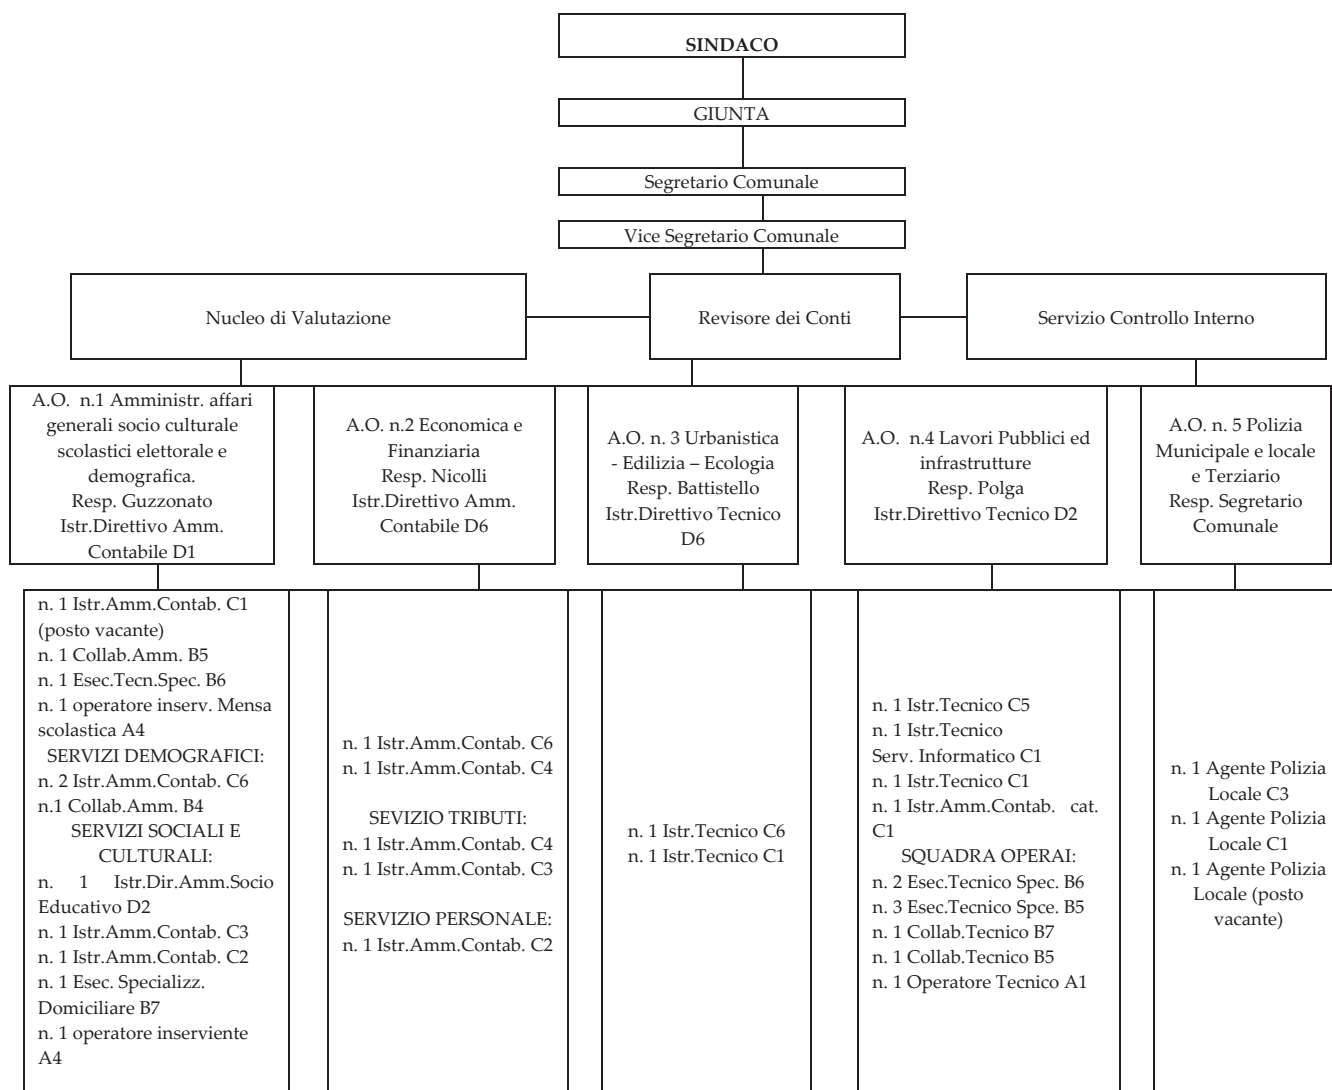 SINDACO
GIUNTA
Segretario Comunale
Vice Segretario Comunale
Nucleo di Valutazione
Revisore dei Conti
Servizio Controllo Interno
A.O. n.1 Amministr. affari
generali socio culturale
scolastici elettorale e
demografica.
Resp. Guzzonato
Istr.Direttivo Amm.
Contabile D1
A.O. n.2 Economica e
Finanziaria
Resp. Nicolli
Istr.Direttivo Amm.
Contabile D6
A.O. n. 3 Urbanistica
- Edilizia – Ecologia
Resp. Battistello
Istr.Direttivo Tecnico
D6
A.O. n.4 Lavori Pubblici ed
infrastrutture
Resp. Polga
Istr.Direttivo Tecnico D2
A.O. n. 5 Polizia
Municipale e locale
e Terziario
Resp. Segretario
Comunale
n. 1 Istr.Amm.Contab. C1
(posto vacante)
n. 1 Collab.Amm. B5
n. 1 Esec.Tecn.Spec. B6
n. 1 operatore inserv. Mensa
scolastica A4
SERVIZI DEMOGRAFICI:
n. 2 Istr.Amm.Contab. C6
n.1 Collab.Amm. B4
SERVIZI SOCIALI E
CULTURALI:
n. 1 Istr.Dir.Amm.Socio
Educativo D2
n. 1 Istr.Amm.Contab. C3
n. 1 Istr.Amm.Contab. C2
n. 1 Esec. Specializz.
Domiciliare B7
n. 1 operatore inserviente
A4
n. 1 Istr.Amm.Contab. C6
n. 1 Istr.Amm.Contab. C4
SEVIZIO TRIBUTI:
n. 1 Istr.Amm.Contab. C4
n. 1 Istr.Amm.Contab. C3
SERVIZIO PERSONALE:
n. 1 Istr.Amm.Contab. C2
n. 1 Istr.Tecnico C6
n. 1 Istr.Tecnico C1
n. 1 Istr.Tecnico C5
n. 1 Istr.Tecnico
Serv. Informatico C1
n. 1 Istr.Tecnico C1
n. 1 Istr.Amm.Contab. cat.
C1
SQUADRA OPERAI:
n. 2 Esec.Tecnico Spec. B6
n. 3 Esec.Tecnico Spce. B5
n. 1 Collab.Tecnico B7
n. 1 Collab.Tecnico B5
n. 1 Operatore Tecnico A1
n. 1 Agente Polizia
Locale C3
n. 1 Agente Polizia
Locale C1
n. 1 Agente Polizia
Locale (posto
vacante)